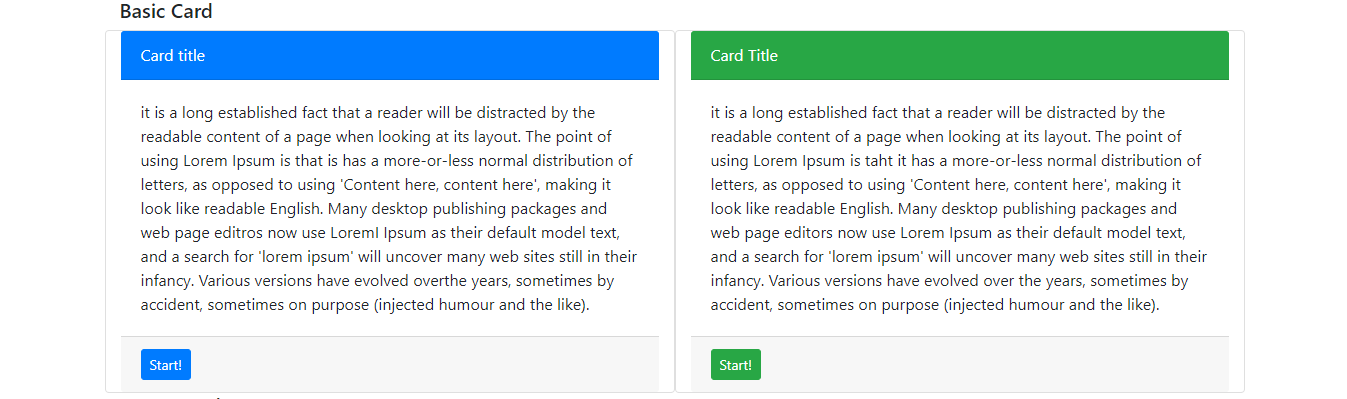 Basic Card
Card title
it is a long established fact that a reader will be distracted by the
readable content of a page when looking at its layout. The point of
using Lorem Ipsum is that is has a more-or-less normal distribution of
letters, as opposed to using 'Content here, content here', making it
look like readable English. Many desktop publishing packages and
web page editros now use LoremI Ipsum as their default model text,
and a search for 'lorem ipsum' will uncover many web sites still in their
infancy. Various versions have evolved overthe years, sometimes by
accident, sometimes on purpose (injected humour and the like).
Start!
Card Title
it is a long established fact that a reader will be distracted by the
readable content of a page when looking at its layout. The point of
using Lorem Ipsum is taht it has a more-or-less normal distribution of
letters, as opposed to using 'Content here, content here', making it
look like readable English. Many desktop publishing packages and
web page editors now use Lorem Ipsum as their default model text,
and a search for 'lorem ipsum' will uncover many web sites still in their
infancy. Various versions have evolved over the years, sometimes by
accident, sometimes on purpose (injected humour and the like).
Start!